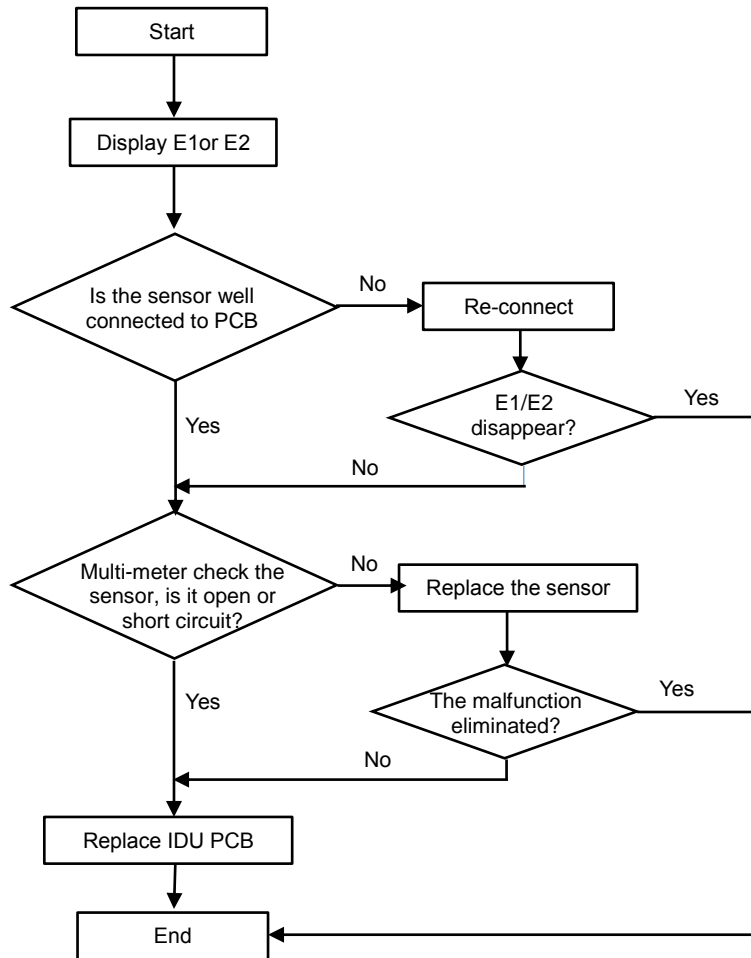 Start
Display E1or E2
Is the sensor well
connected to PCB
No
Re-connect
E1/E2
disappear?
Yes
Yes
No
Multi-meter check the
sensor, is it open or
short circuit?
No
Replace the sensor
The malfunction
eliminated?
Yes
Yes
No
Replace IDU PCB
End